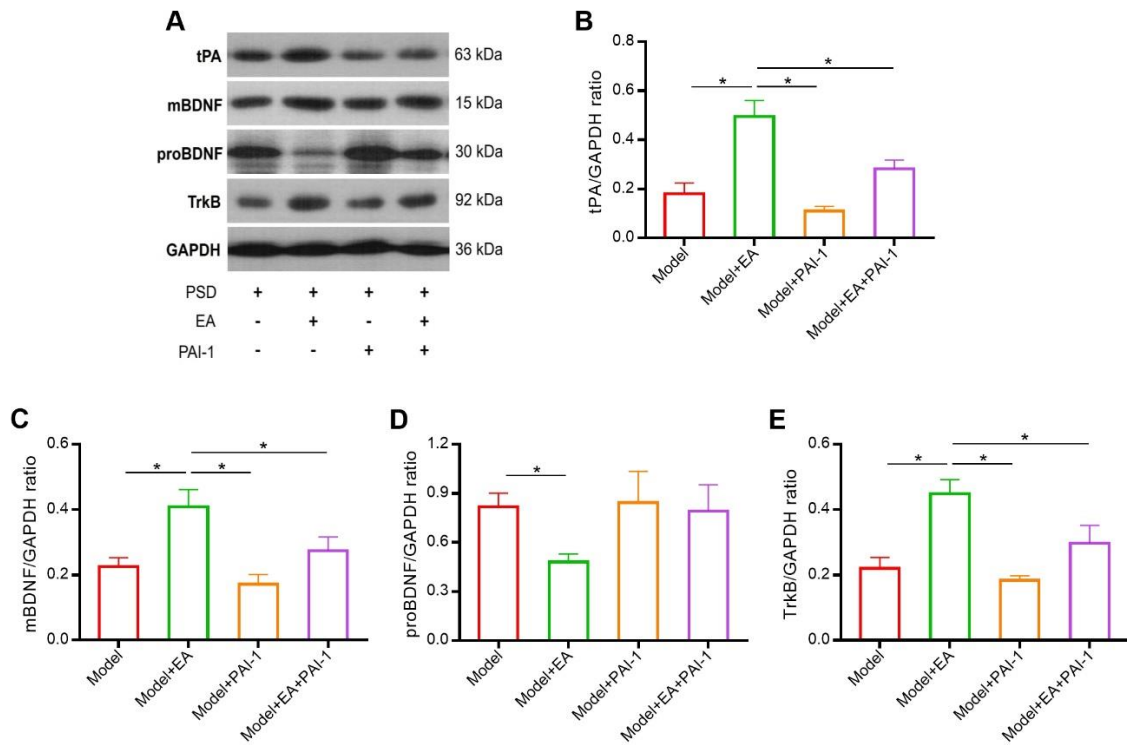 A
tPA 63 kDa
mBDNF 15 kDa
proBDNF 30 kDa
TrkB 92 kDa
GAPDH 36 kDa
PSD + + + +
EA - + - +
PAI-1 - - + +
B
tPA/GAPDH ratio
0.8
0.6
0.4
0.2
0.0
* * *
Model
Model+EA
Model+PAI-1
Model+EA+PAI-1
C
mBDNF/GAPDH ratio
0.6
0.4
0.2
0.0
* * *
Model
Model+EA
Model+PAI-1
Model+EA+PAI-1
D
proBDNF/GAPDH ratio
1.2
0.9
0.6
0.3
0.0
*
Model
Model+EA
Model+PAI-1
Model+EA+PAI-1
E
TrkB/GAPDH ratio
0.6
0.4
0.2
0.0
* * *
Model
Model+EA
Model+PAI-1
Model+EA+PAI-1